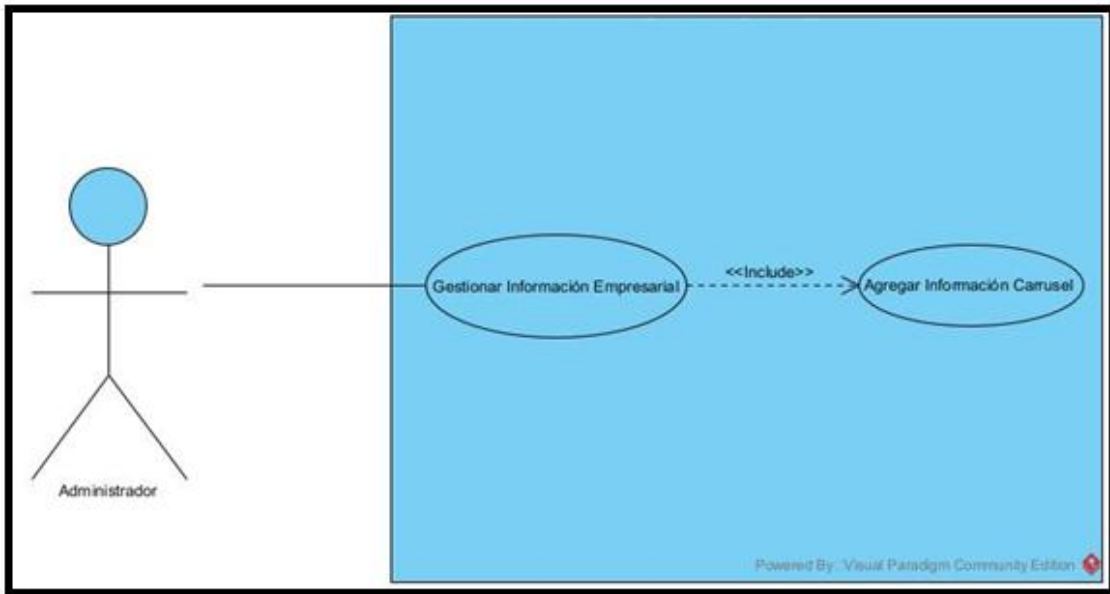 <<Include>>
Gestionar Información Empresarial
Agregar Información Carrusel
Administrador
Powered By: Visual Paradigm Community Edition